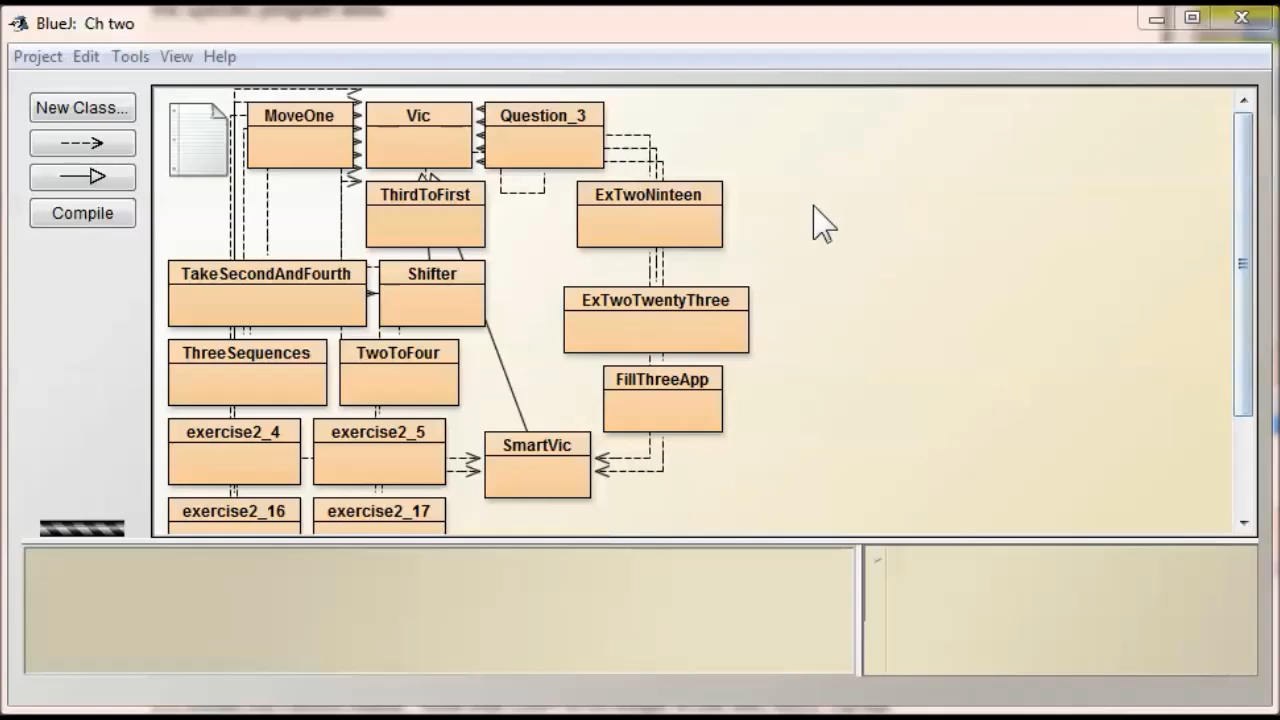 BlueJ: Ch two
Project Edit Tools View Help
New Class...
Compile
MoveOne
Vic
Question_3
ThirdToFirst
ExTwoNinteen
TakeSecondAndFourth
Shifter
ExTwoTwentyThree
ThreeSequences
TwoToFour
FillThreeApp
exercise2_4
exercise2_5
SmartVic
exercise2_16
exercise2_17